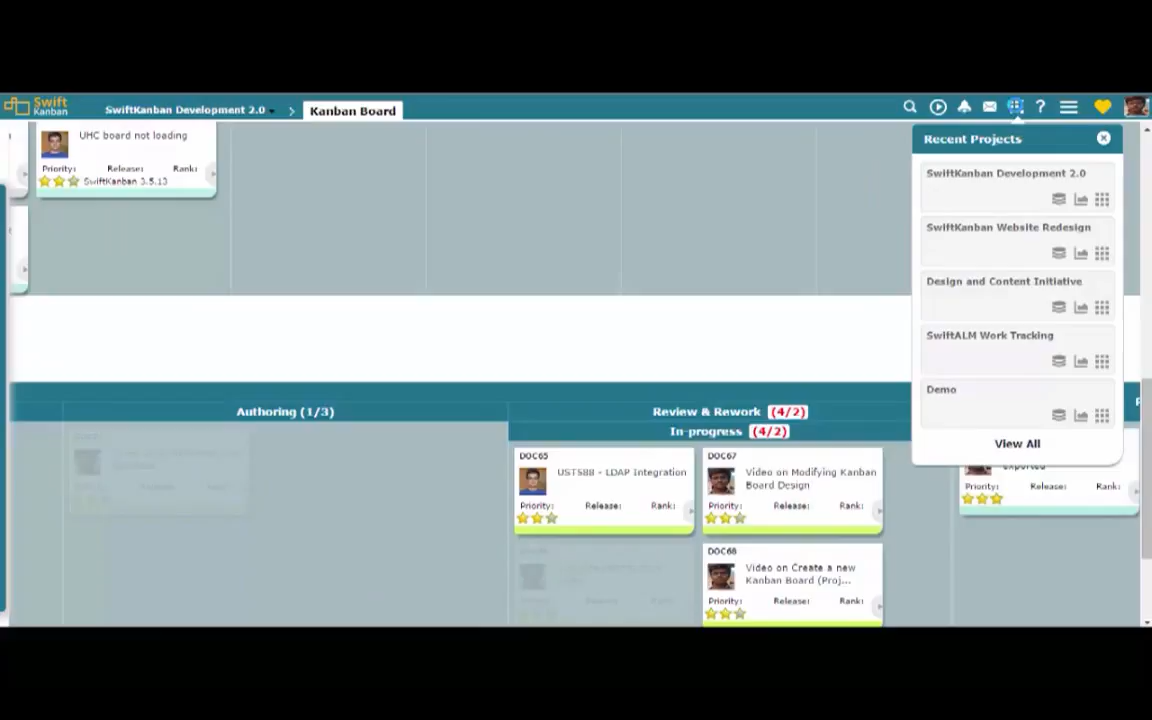 Swift
Kanban
SwiftKanban Development 2.0
Kanban Board
Recent Projects
UHC board not loading
Priority: Release: Rank:
SwiftKanban 3.5.13
SwiftKanban Development 2.0
SwiftKanban Website Redesign
Design and Content Initiative
SwiftALM Work Tracking
Demo
View All
Authoring (1/3)
Review & Rework (4/2)
In-progress (4/2)
DOC65
UST588 - LDAP Integration
Priority: Release: Rank:
DOC67
Video on Modifying Kanban
Board Design
Priority: Release: Rank:
exported
Priority: Release: Rank:
DOC68
Video on Create a new
Kanban Board (Proj...
Priority: Release: Rank: